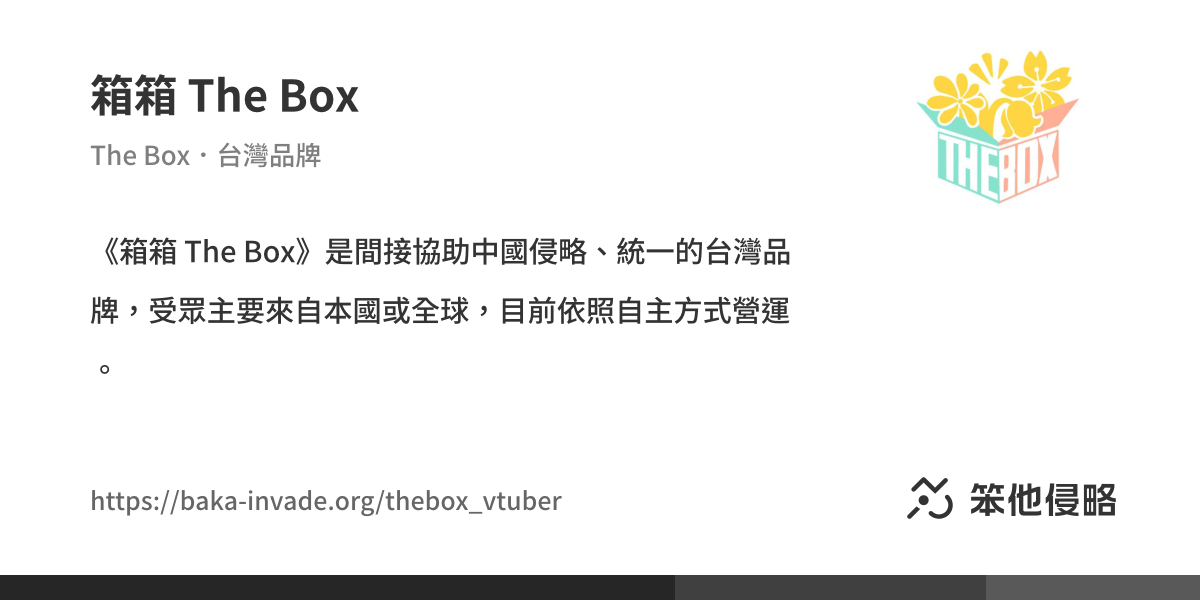 箱箱 The Box
The Box・台灣品牌
THEBOX
《箱箱 The Box》是間接協助中國侵略、統一的台灣品
牌，受眾主要來自本國或全球，目前依照自主方式營運
。
https://baka-invade.org/thebox_vtuber
笨他侵略